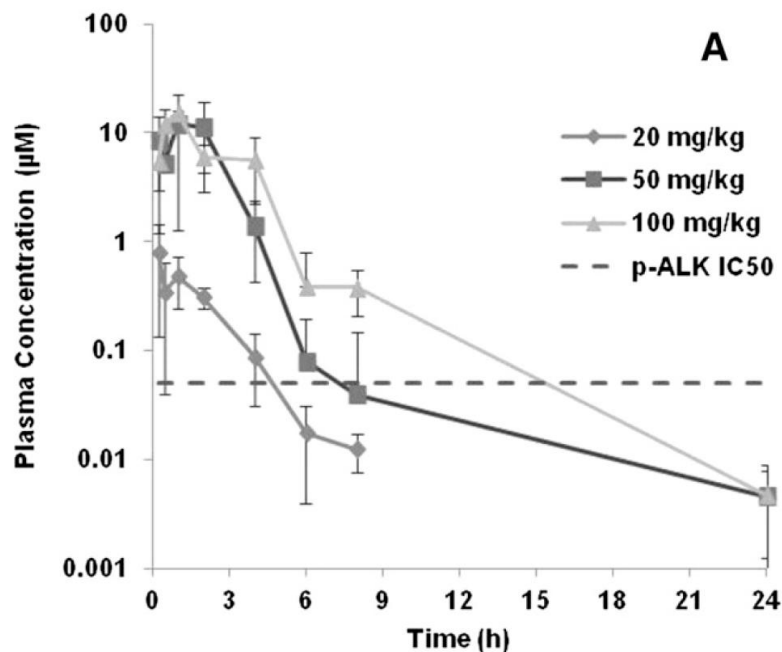 A
100
10
1
0.1
0.01
0.001
Plasma Concentration (µM)
20 mg/kg
50 mg/kg
100 mg/kg
p-ALK IC50
0 3 6 9 12 15 18 21 24
Time (h)